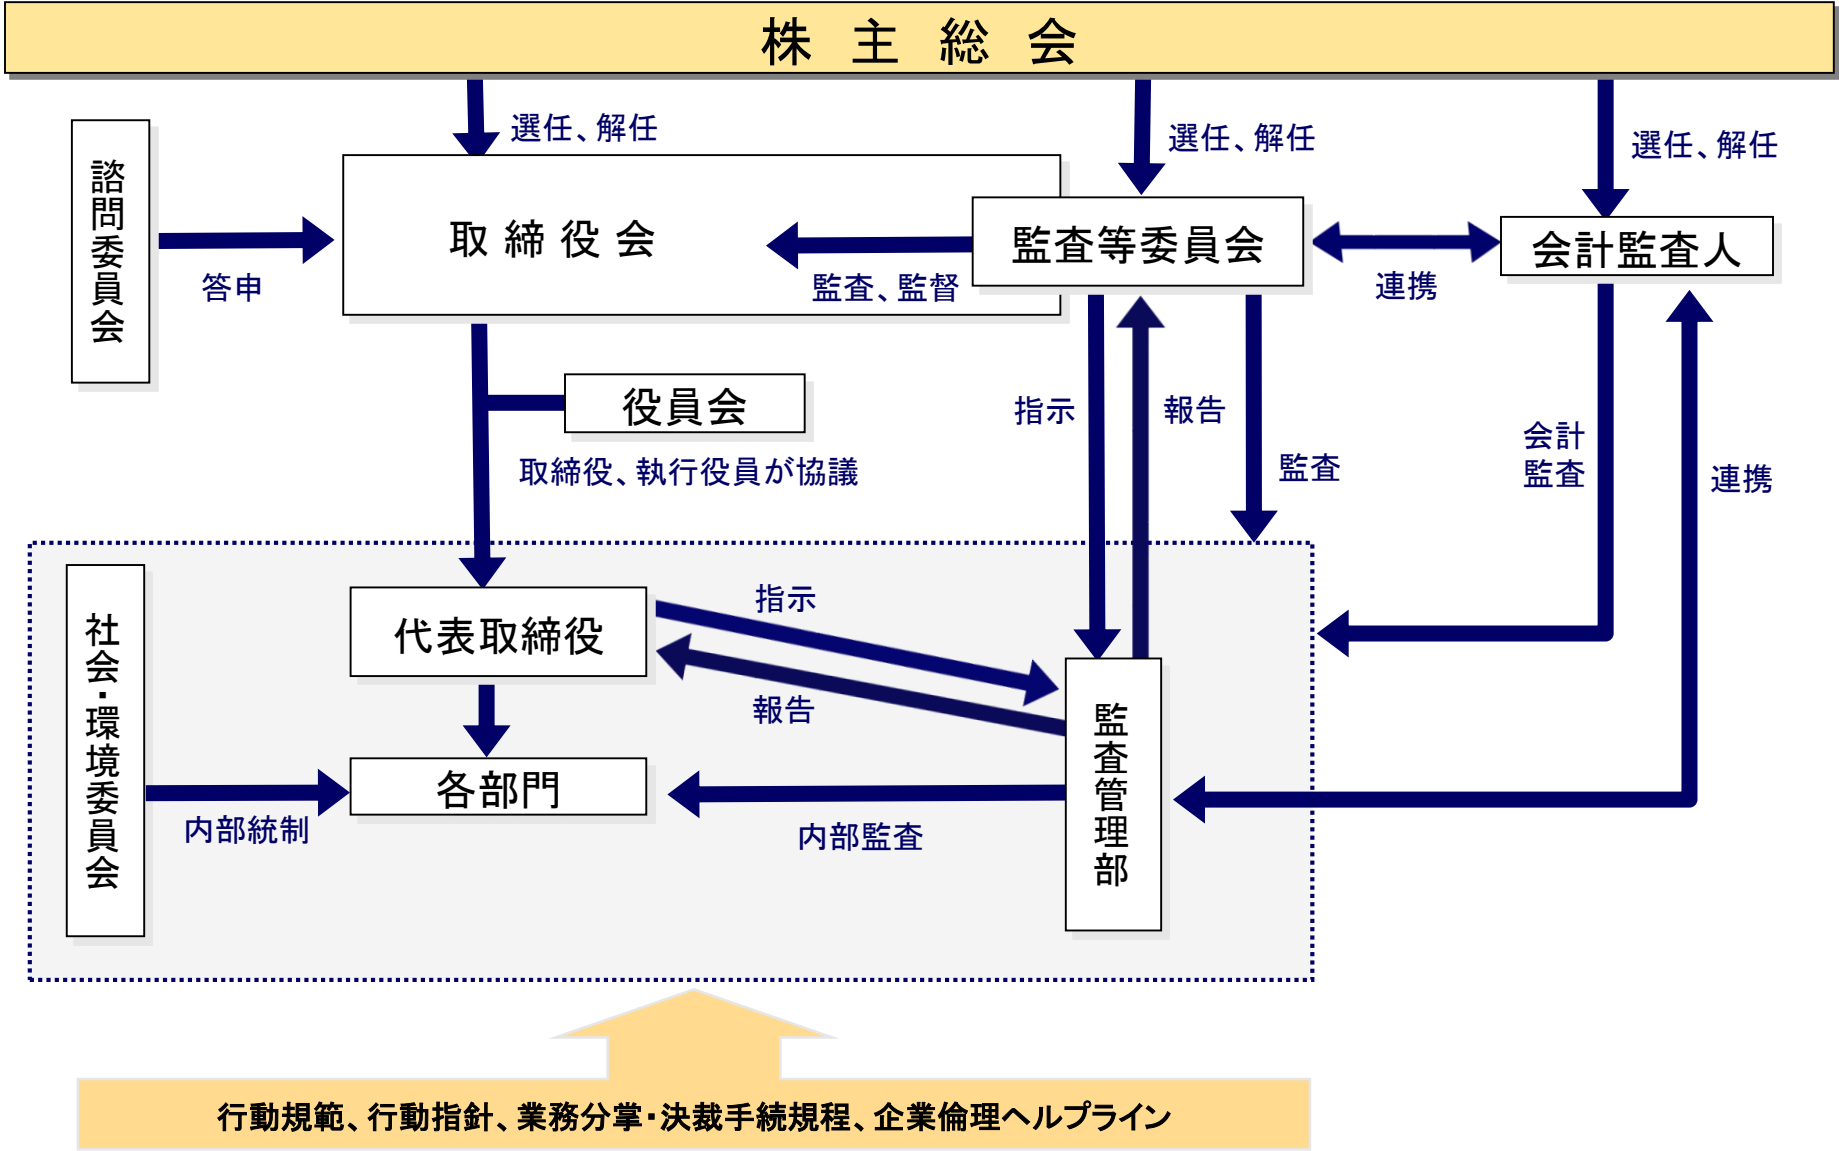 株 主 総 会
選任、解任
選任、解任
選任、解任
諮問委員会
答申
取 締 役 会
監査、監督
監査等委員会
連携
会計監査人
役員会
取締役、執行役員が協議
指示
報告
監査
会計
監査
連携
社会・環境委員会
代表取締役
指示
報告
各部門
内部統制
内部監査
監査管理部
行動規範、行動指針、業務分掌・決裁手続規程、企業倫理ヘルプライン